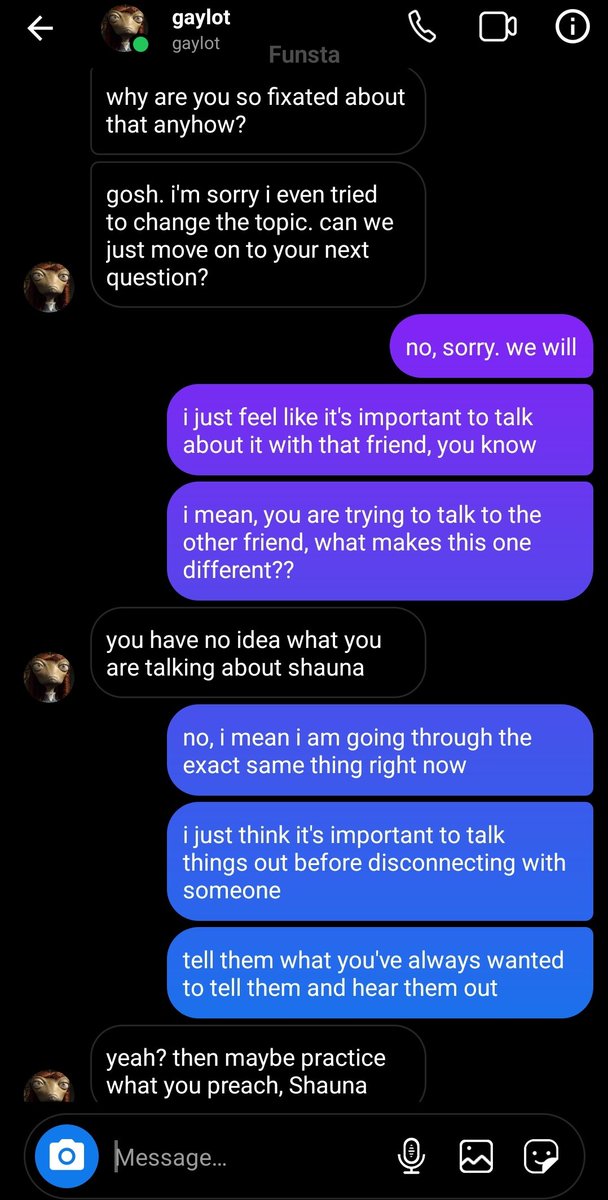 gaylot
gaylot
Funsta
why are you so fixated about
that anyhow?
gosh. i'm sorry i even tried
to change the topic. can we
just move on to your next
question?
no, sorry. we will
i just feel like it's important to talk
about it with that friend, you know
i mean, you are trying to talk to the
other friend, what makes this one
different??
you have no idea what you
are talking about shauna
no, i mean i am going through the
exact same thing right now
i just think it's important to talk
things out before disconnecting with
someone
tell them what you've always wanted
to tell them and hear them out
yeah? then maybe practice
what you preach, Shauna
Message...